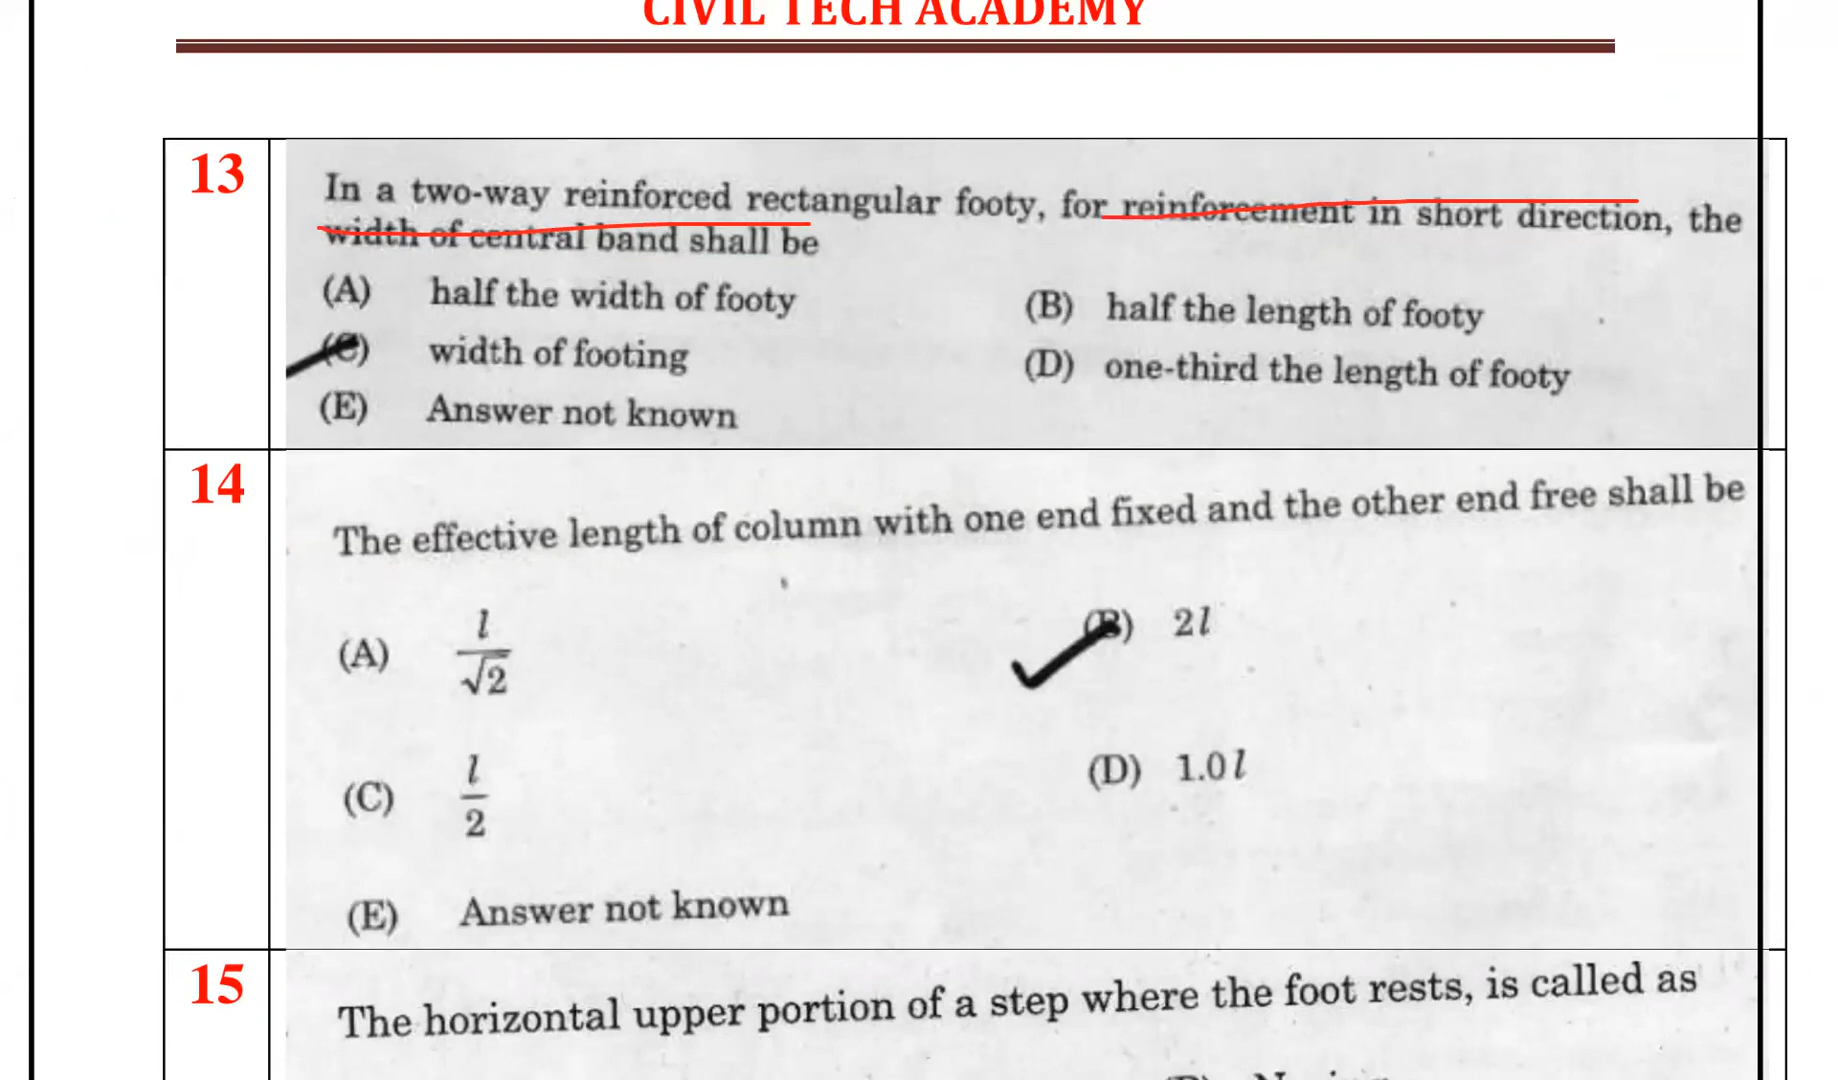 CIVIL TECH ACADEMY
13
In a two-way reinforced rectangular footy, for reinforcement in short direction, the
width of central band shall be
(A) half the width of footy (B) half the length of footy
(C) width of footing (D) one-third the length of footy
(E) Answer not known
14
The effective length of column with one end fixed and the other end free shall be
(A) l/√2 (B) 2l
(C) l/2 (D) 1.0l
(E) Answer not known
15
The horizontal upper portion of a step where the foot rests, is called as